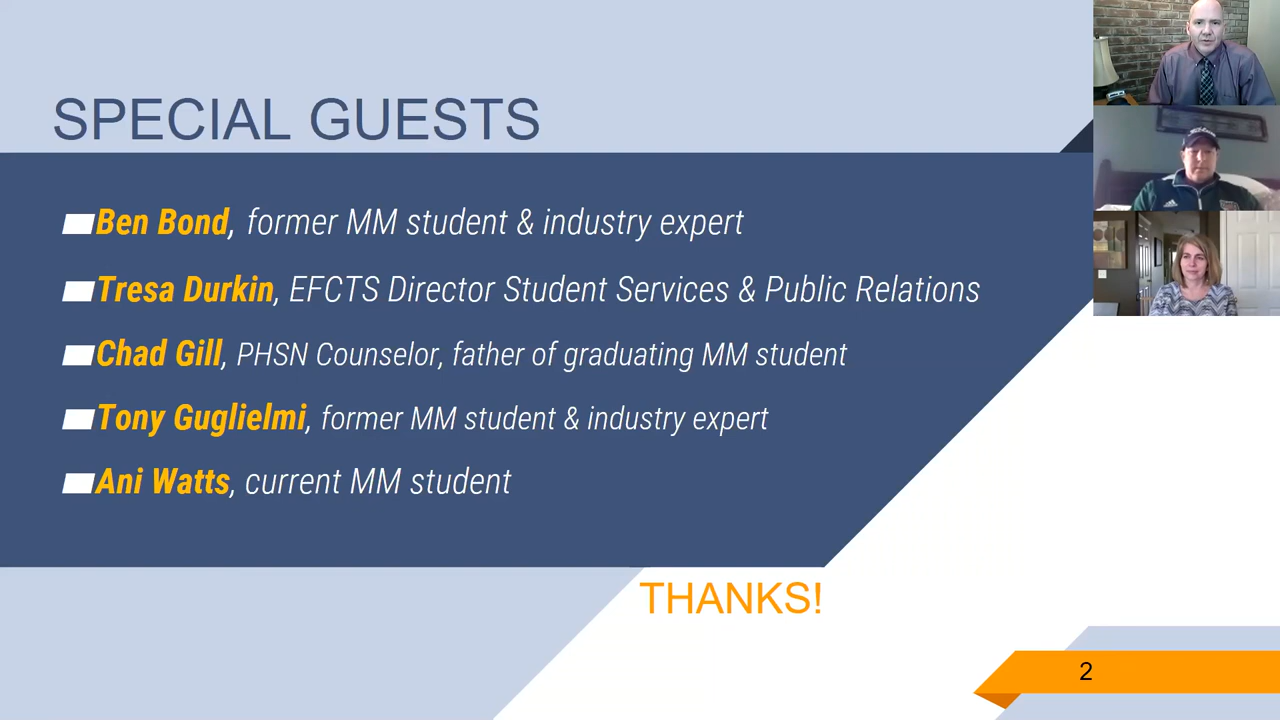 SPECIAL GUESTS
Ben Bond, former MM student & industry expert
Tresa Durkin, EFCTS Director Student Services & Public Relations
Chad Gill, PHSN Counselor, father of graduating MM student
Tony Guglielmi, former MM student & industry expert
Ani Watts, current MM student
THANKS!
2